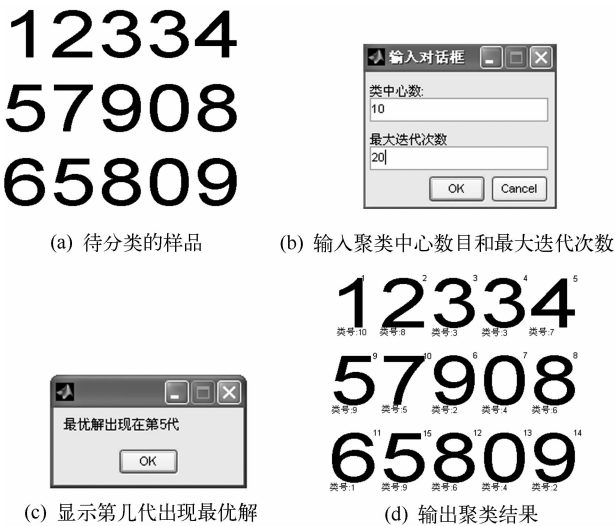 12334
57908
65809
(a) 待分类的样品
输入对话框
类中心数:
10
最大迭代次数
20
OK Cancel
(b) 输入聚类中心数目和最大迭代次数
最优解出现在第5代
OK
(c) 显示第几代出现最优解
1 2 3 4 5
12334
类号:10 类号:8 类号:3 类号:3 类号:7
9 10 6 7 8
57908
类号:9 类号:5 类号:2 类号:4 类号:6
11 15 12 13 14
65809
类号:1 类号:9 类号:6 类号:4 类号:2
(d) 输出聚类结果